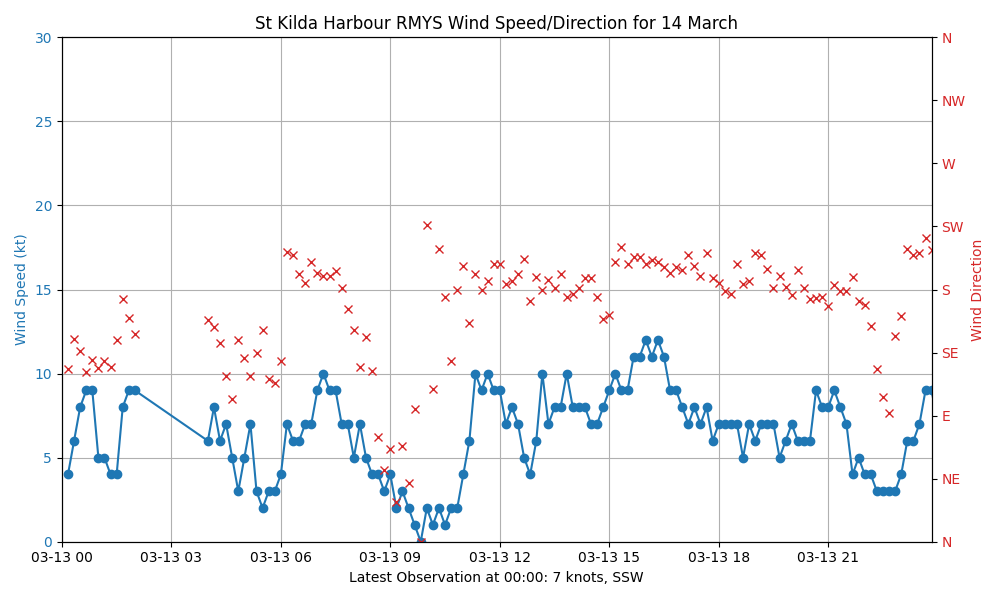 St Kilda Harbour RMYS Wind Speed/Direction for 14 March
30
25
20
15
10
5
0
Wind Speed (kt)
N
NW
W
SW
S
SE
E
NE
N
Wind Direction
03-13 00
03-13 03
03-13 06
03-13 09
03-13 12
03-13 15
03-13 18
03-13 21
Latest Observation at 00:00: 7 knots, SSW